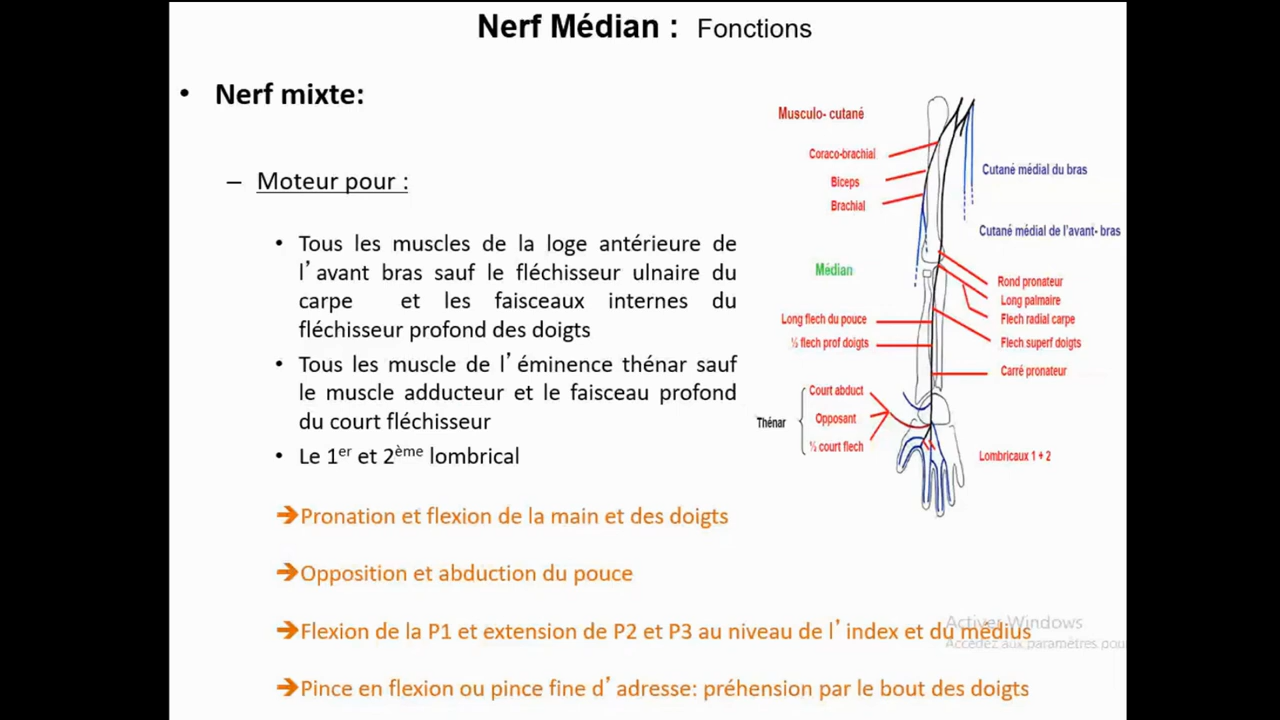 Nerf Médian : Fonctions
• Nerf mixte:
– Moteur pour :
• Tous les muscles de la loge antérieure de
l'avant bras sauf le fléchisseur ulnaire du
carpe et les faisceaux internes du
fléchisseur profond des doigts
• Tous les muscle de l'éminence thénar sauf
le muscle adducteur et le faisceau profond
du court fléchisseur
• Le 1er et 2ème lombrical
➔Pronation et flexion de la main et des doigts
➔Opposition et abduction du pouce
➔Flexion de la P1 et extension de P2 et P3 au niveau de l'index et du médius
➔Pince en flexion ou pince fine d'adresse: préhension par le bout des doigts
Musculo- cutané
Coraco-brachial
Biceps
Brachial
Cutané médial du bras
Cutané médial de l'avant- bras
Médian
Rond pronateur
Long palmaire
Flech radial carpe
Long flech du pouce
½ flech prof doigts
Flech superf doigts
Carré pronateur
Thénar
Court abduct
Opposant
½ court flech
Lombricaux 1 + 2
Activer Windows
Accédez aux paramètres pou